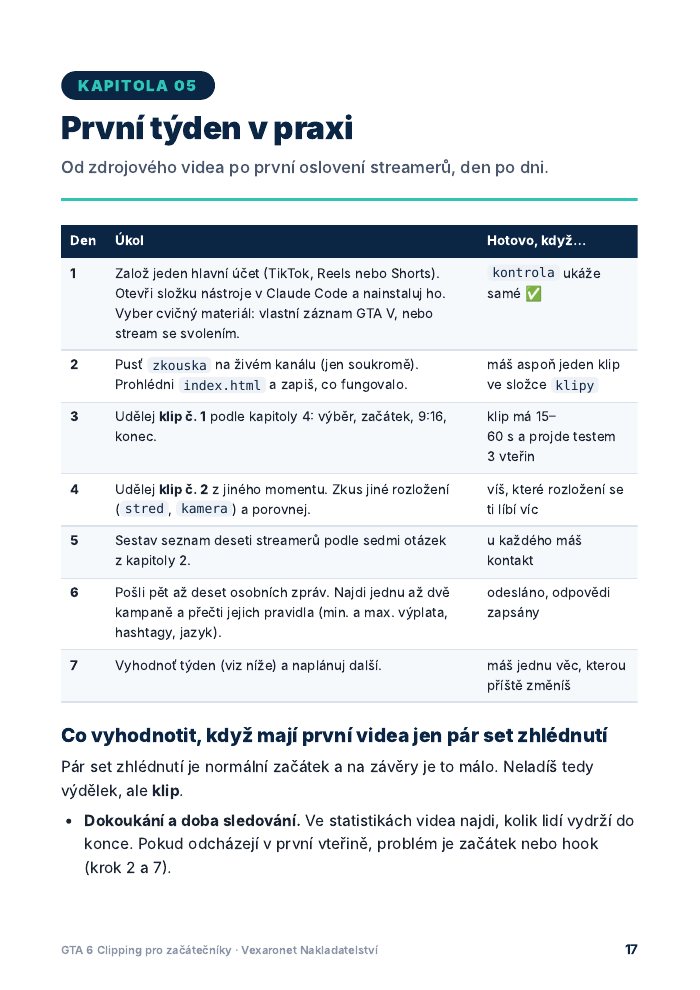 KAPITOLA 05
První týden v praxi
Od zdrojového videa po první oslovení streamerů, den po dni.
Den Úkol Hotovo, když…
1 Založ jeden hlavní účet (TikTok, Reels nebo Shorts). kontrola ukáže
Otevři složku nástroje v Claude Code a nainstaluj ho. samé ✅
Vyber cvičný materiál: vlastní záznam GTA V, nebo
stream se svolením.
2 Pusť zkouska na živém kanálu (jen soukromě). máš aspoň jeden klip
Prohlédni index.html a zapiš, co fungovalo. ve složce klipy
3 Udělej klip č. 1 podle kapitoly 4: výběr, začátek, 9:16, klip má 15–
konec. 60 s a projde testem
3 vteřin
4 Udělej klip č. 2 z jiného momentu. Zkus jiné rozložení víš, které rozložení se
(stred, kamera) a porovnej. ti líbí víc
5 Sestav seznam deseti streamerů podle sedmi otázek u každého máš
z kapitoly 2. kontakt
6 Pošli pět až deset osobních zpráv. Najdi jednu až dvě odesláno, odpovědi
kampaně a přečti jejich pravidla (min. a max. výplata, zapsány
hashtagy, jazyk).
7 Vyhodnoť týden (viz níže) a naplánuj další. máš jednu věc, kterou
příště změníš
Co vyhodnotit, když mají první videa jen pár set zhlédnutí
Pár set zhlédnutí je normální začátek a na závěry je to málo. Neladíš tedy
výdělek, ale klip.
• Dokoukání a doba sledování. Ve statistikách videa najdi, kolik lidí vydrží do
konce. Pokud odcházejí v první vteřině, problém je začátek nebo hook
(krok 2 a 7).
GTA 6 Clipping pro začátečníky · Vexaronet Nakladatelství 17